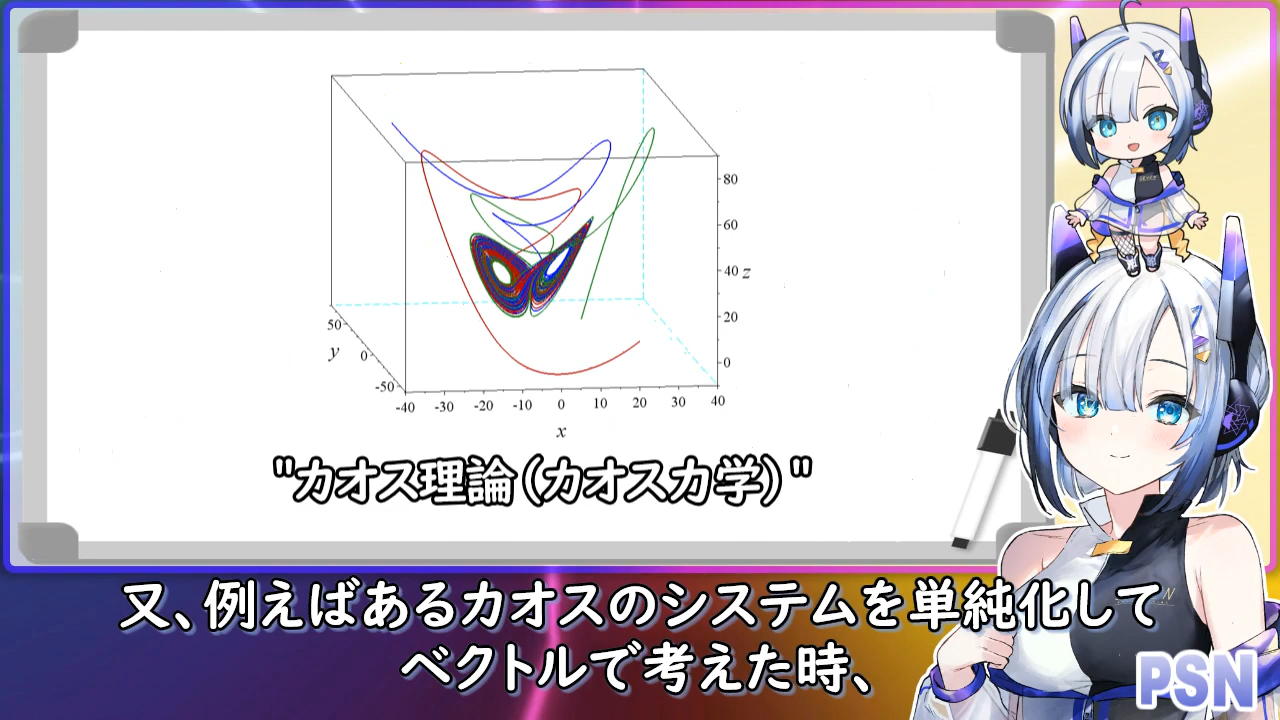 80
60
40 z
20
0
50
y 0
-50
-40 -30 -20 -10 0 10 20 30 40
x
"カオス理論（カオス力学）"
又、例えばあるカオスのシステムを単純化して
ベクトルで考えた時、
PSN